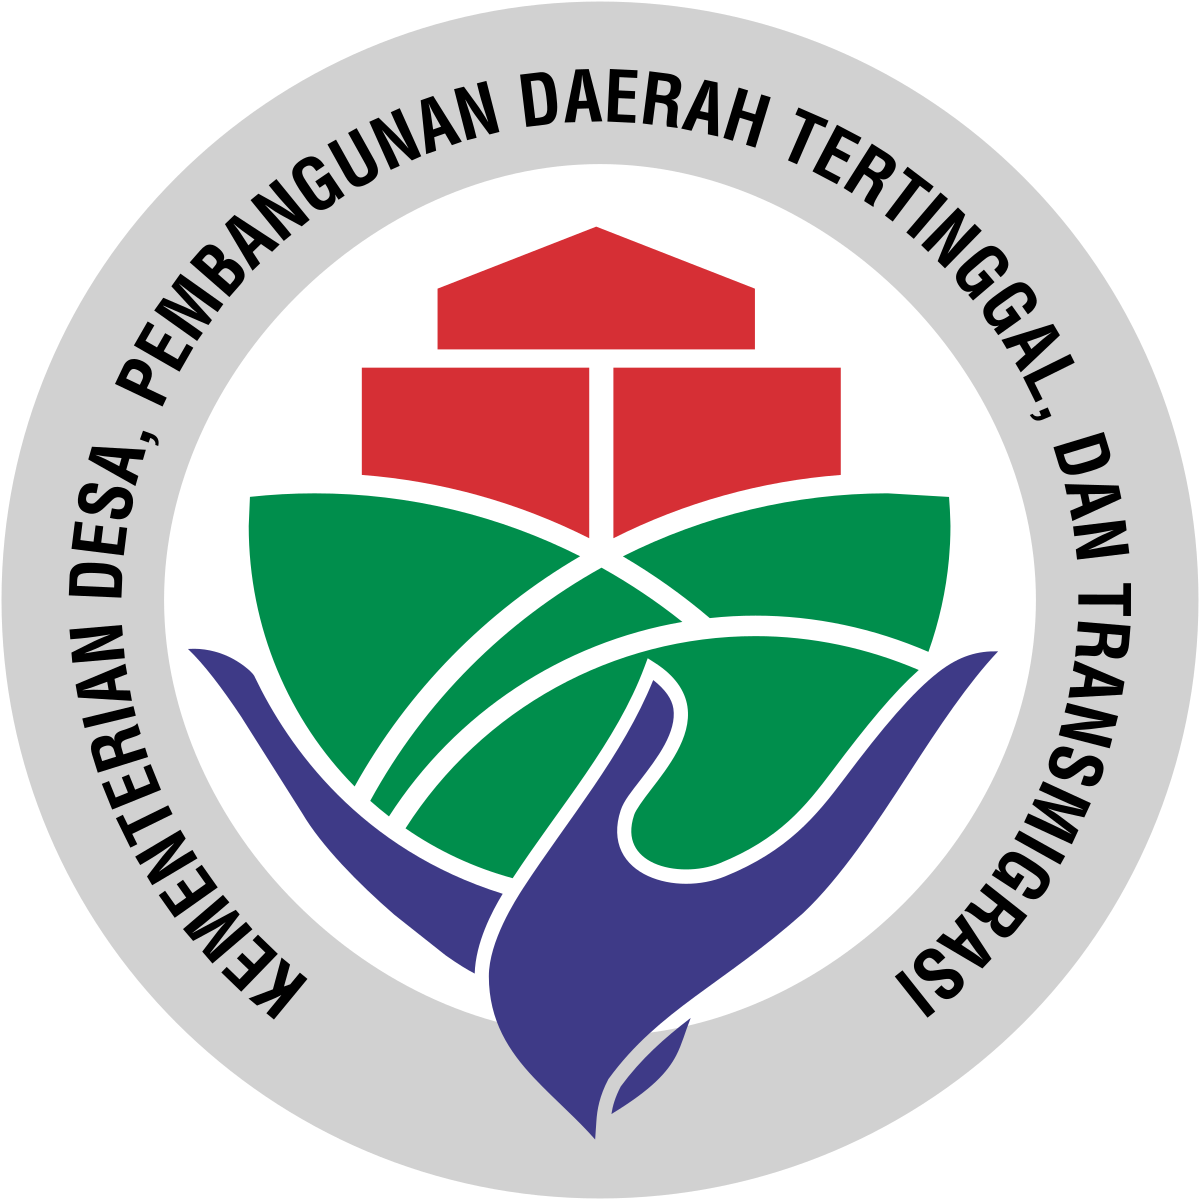 KEMENTERIAN DESA, PEMBANGUNAN DAERAH TERTINGGAL, DAN TRANSMIGRASI